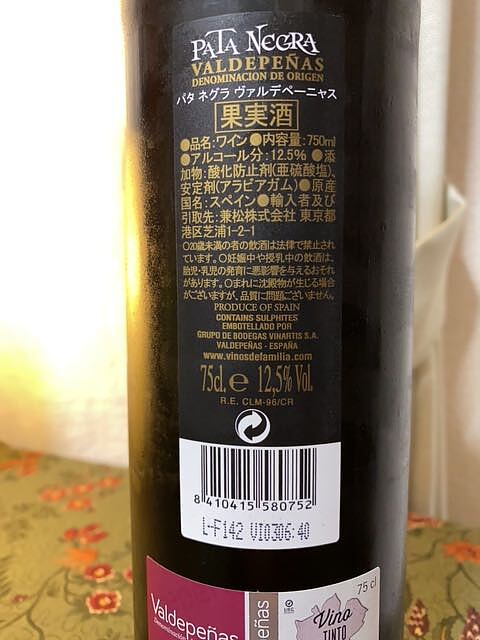 PATA NEGRA
VALDEPEÑAS
DENOMINACION DE ORIGEN
パタ ネグラ ヴァルデペーニャス
果実酒
●品名:ワイン●内容量:750ml
●アルコール分:12.5% ●添
加物:酸化防止剤(亜硫酸塩)、
安定剤(アラビアガム)●原産
国名:スペイン●輸入者及び
引取先:兼松株式会社 東京都
港区芝浦1-2-1
○20歳未満の者の飲酒は法律で禁止され
ています。○妊娠中や授乳中の飲酒は、
胎児・乳児の発育に悪影響を与えるおそれ
があります。○まれに沈殿物が生じる場合
がございますが、品質に問題ございません。
PRODUCE OF SPAIN
CONTAINS SULPHITES
EMBOTELLADO POR
GRUPO DE BODEGAS VINARTIS S.A.
VALDEPEÑAS - ESPAÑA
www.vinosdefamilia.com
75cl. e 12,5% Vol.
R.E. CLM-96/CR
8 410415 580752
L-F142 VI0306:40
Valdepeñas
Denominación
eñas
75 cl
Vino
TINTO